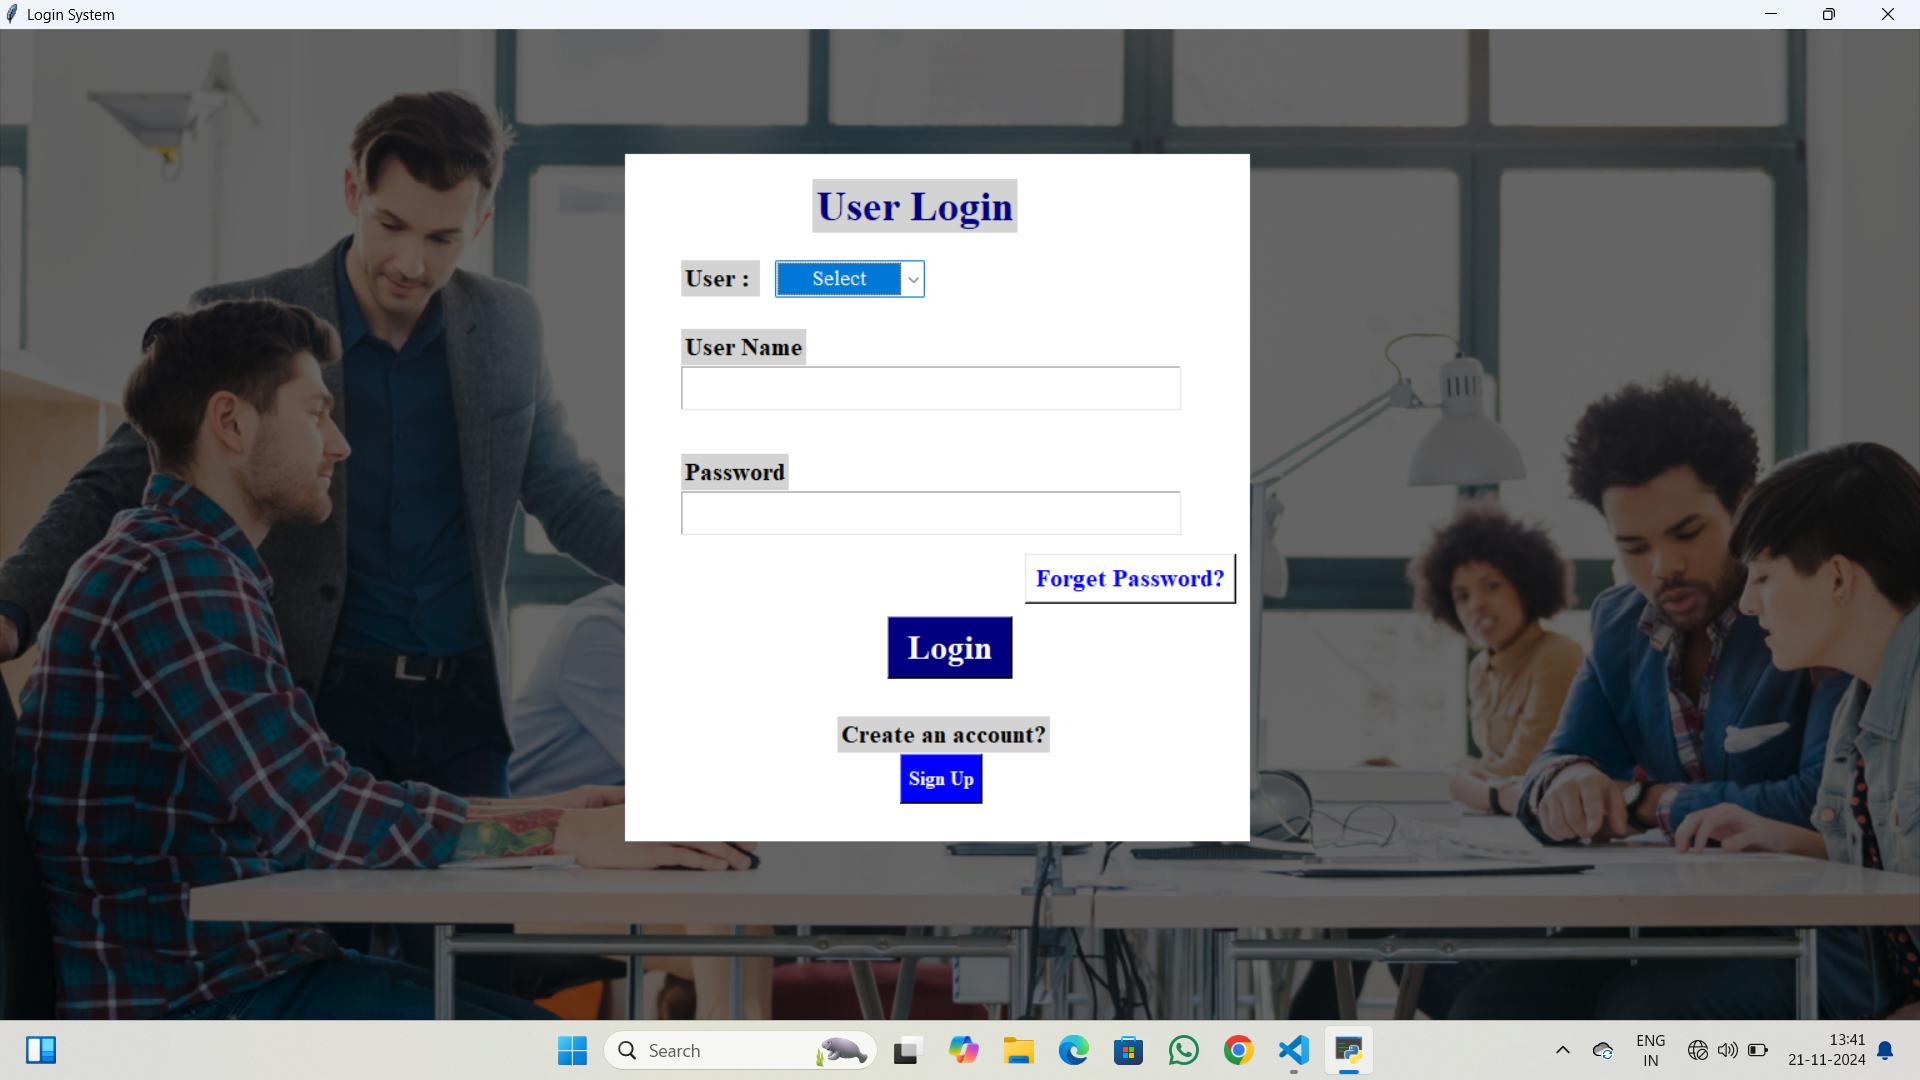 Login System
User Login
User : Select
User Name
Password
Forget Password?
Login
Create an account?
Sign Up
Search
ENG
IN
13:41
21-11-2024